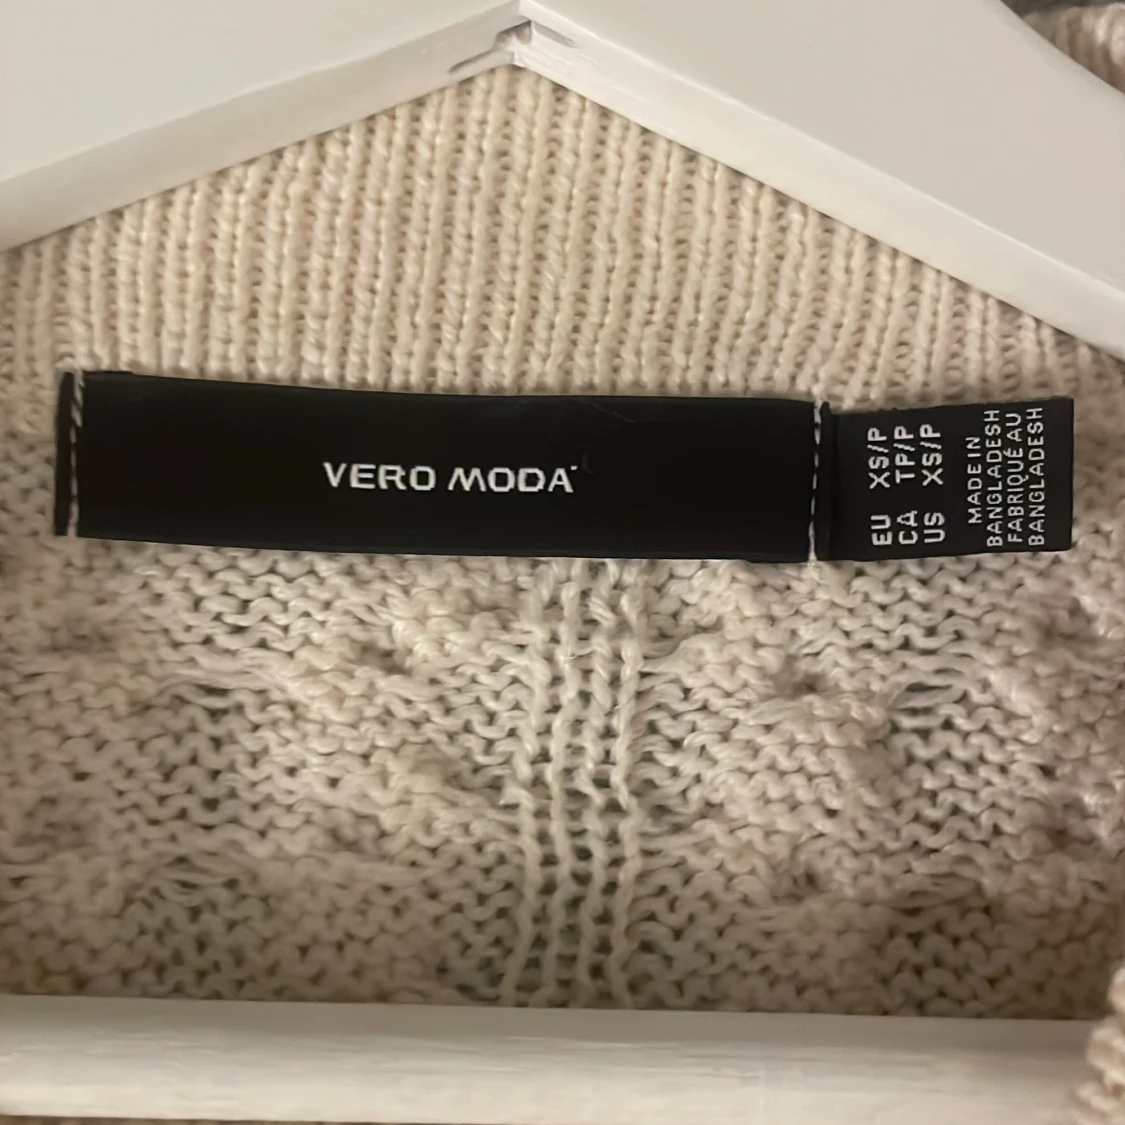 VERO MODA
EU XS/P
CA TP/P
US XS/P
MADE IN
BANGLADESH
FABRIQUÉ AU
BANGLADESH